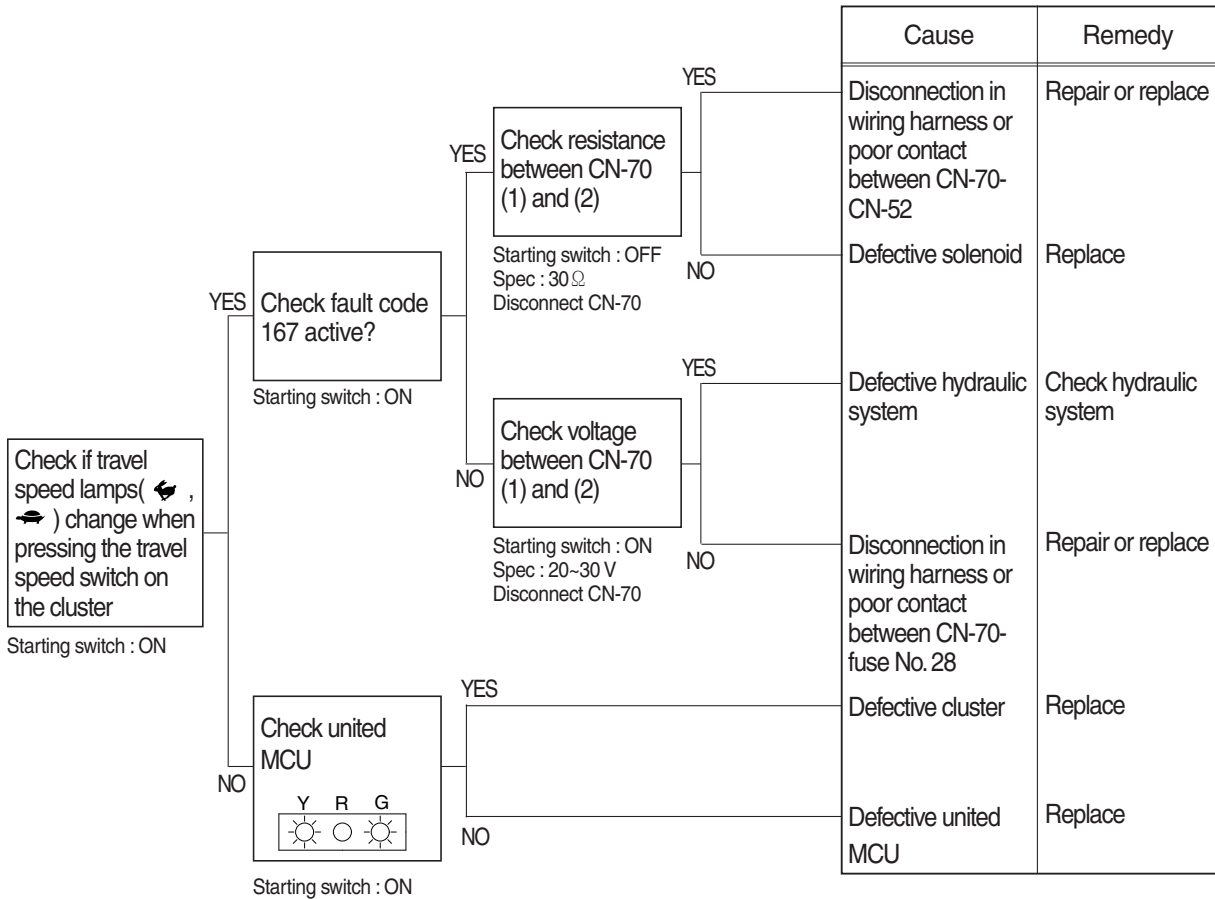 Cause
Remedy
YES
Disconnection in
wiring harness or
poor contact
between CN-70-
CN-52
Repair or replace
YES
Check resistance
between CN-70
(1) and (2)
Starting switch : OFF
Spec : 30Ω
Disconnect CN-70
NO
Defective solenoid
Replace
YES
Check fault code
167 active?
Starting switch : ON
YES
Defective hydraulic
system
Check hydraulic
system
NO
Check voltage
between CN-70
(1) and (2)
Starting switch : ON
Spec : 20~30 V
Disconnect CN-70
NO
Disconnection in
wiring harness or
poor contact
between CN-70-
fuse No. 28
Repair or replace
Check if travel
speed lamps( ,
) change when
pressing the travel
speed switch on
the cluster
Starting switch : ON
NO
Check united
MCU
Y R G
Starting switch : ON
YES
Defective cluster
Replace
NO
Defective united
MCU
Replace